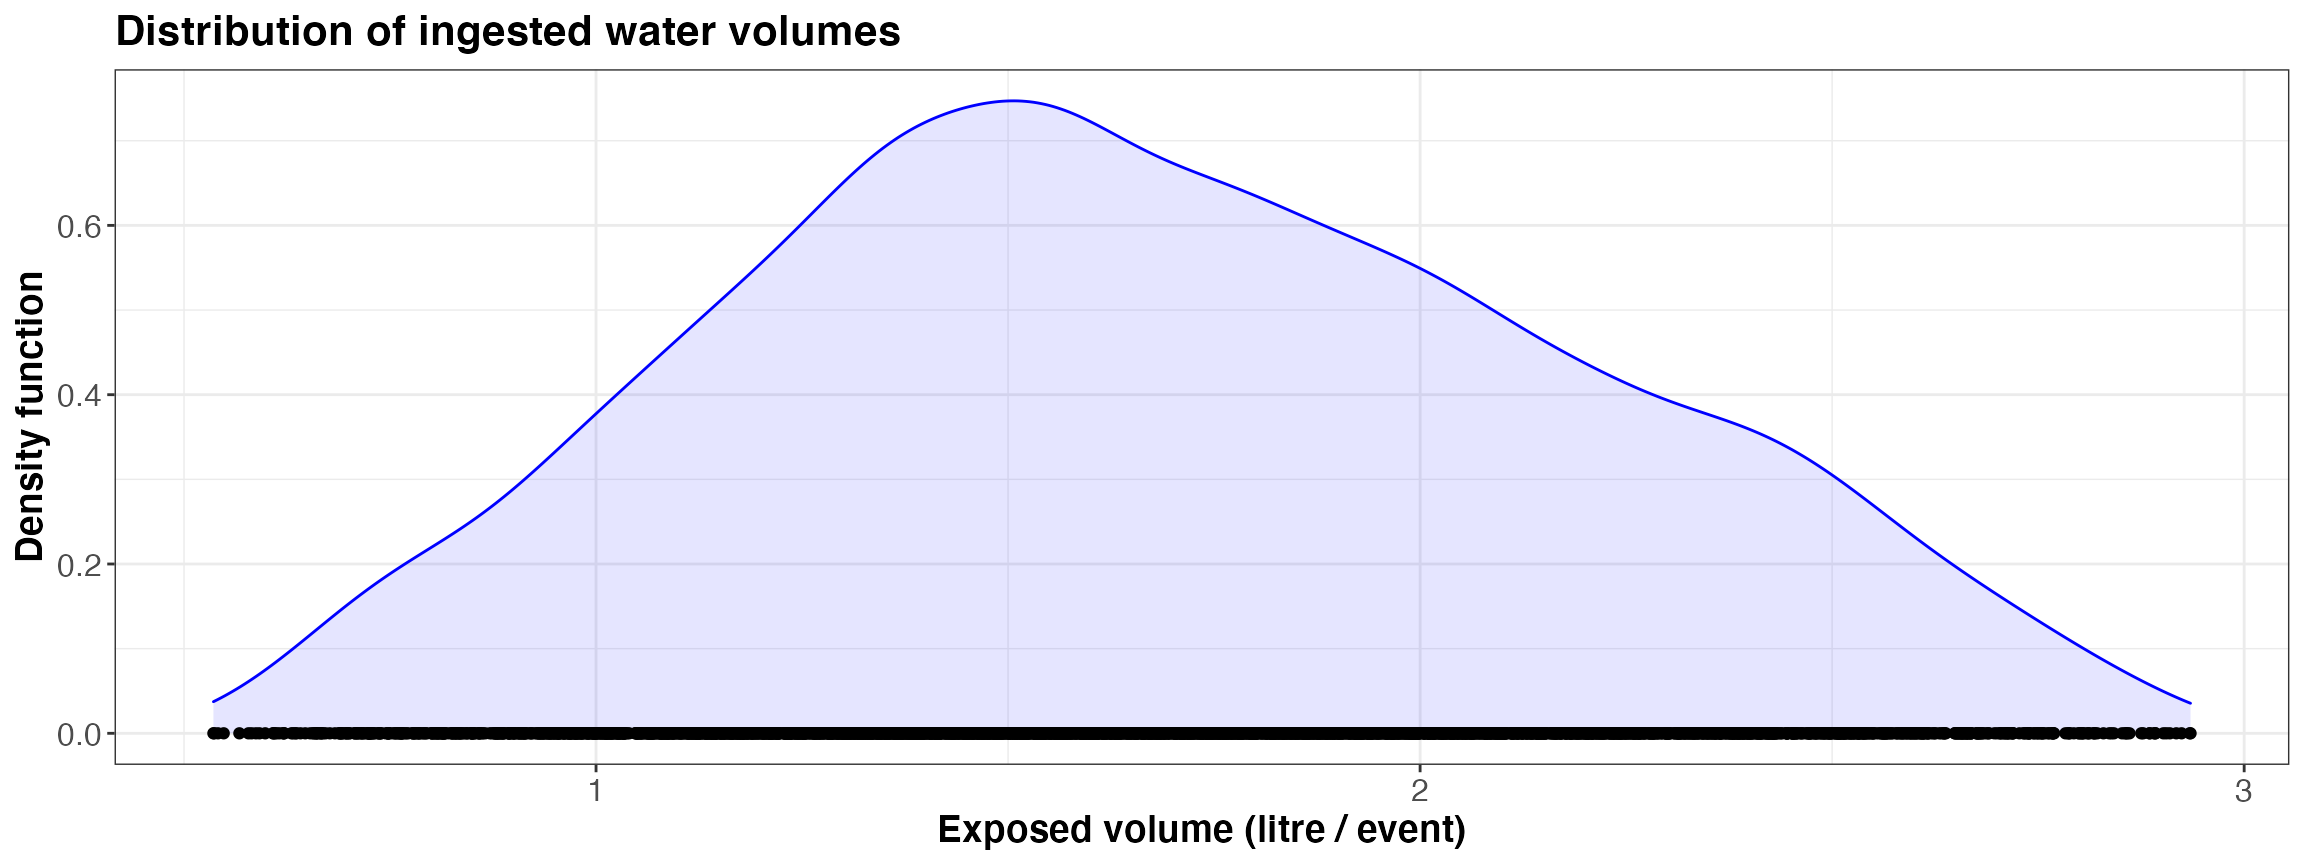 Distribution of ingested water volumes
Density function
0.6
0.4
0.2
0.0
1 2 3
Exposed volume (litre / event)